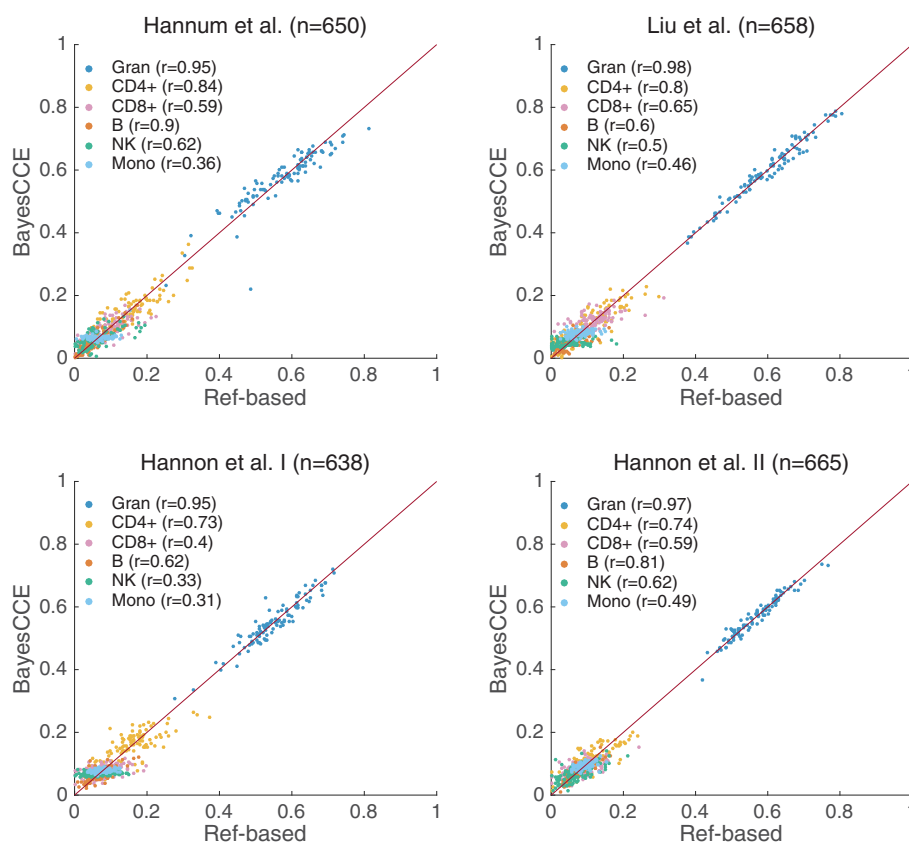 Hannum et al. (n=650)
BayesCCE
1
0.8
0.6
0.4
0.2
0
Gran (r=0.95)
CD4+ (r=0.84)
CD8+ (r=0.59)
B (r=0.9)
NK (r=0.62)
Mono (r=0.36)
0 0.2 0.4 0.6 0.8 1
Ref-based
Liu et al. (n=658)
BayesCCE
1
0.8
0.6
0.4
0.2
0
Gran (r=0.98)
CD4+ (r=0.8)
CD8+ (r=0.65)
B (r=0.6)
NK (r=0.5)
Mono (r=0.46)
0 0.2 0.4 0.6 0.8 1
Ref-based
Hannon et al. I (n=638)
BayesCCE
1
0.8
0.6
0.4
0.2
0
Gran (r=0.95)
CD4+ (r=0.73)
CD8+ (r=0.4)
B (r=0.62)
NK (r=0.33)
Mono (r=0.31)
0 0.2 0.4 0.6 0.8 1
Ref-based
Hannon et al. II (n=665)
BayesCCE
1
0.8
0.6
0.4
0.2
0
Gran (r=0.97)
CD4+ (r=0.74)
CD8+ (r=0.59)
B (r=0.81)
NK (r=0.62)
Mono (r=0.49)
0 0.2 0.4 0.6 0.8 1
Ref-based